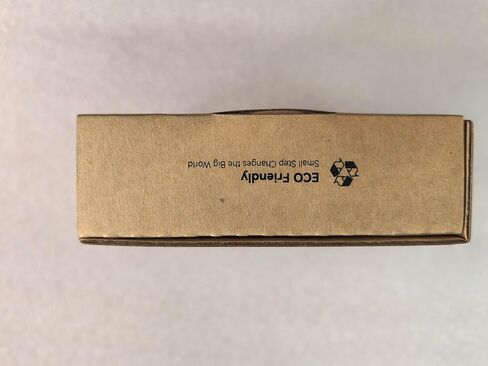 ECO Friendly
Small Step Changes the Big World